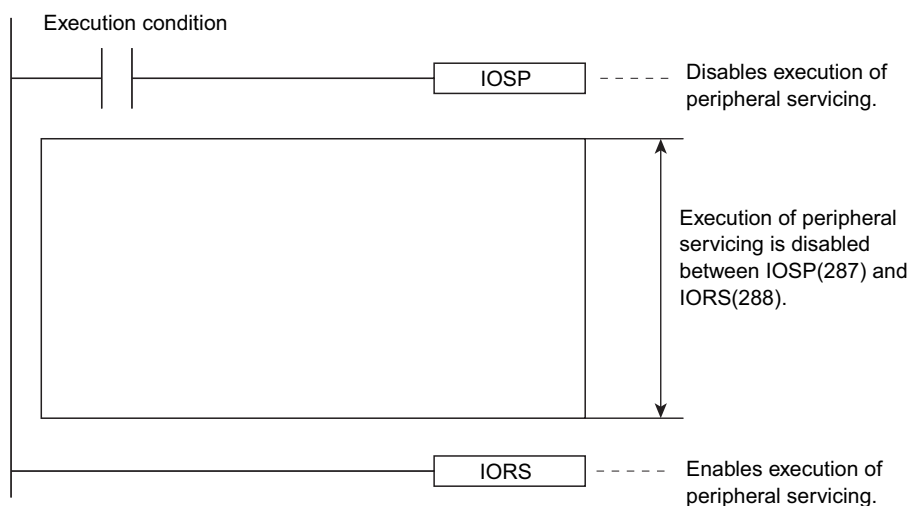 Execution condition
IOSP
Disables execution of
peripheral servicing.
Execution of peripheral
servicing is disabled
between IOSP(287) and
IORS(288).
IORS
Enables execution of
peripheral servicing.